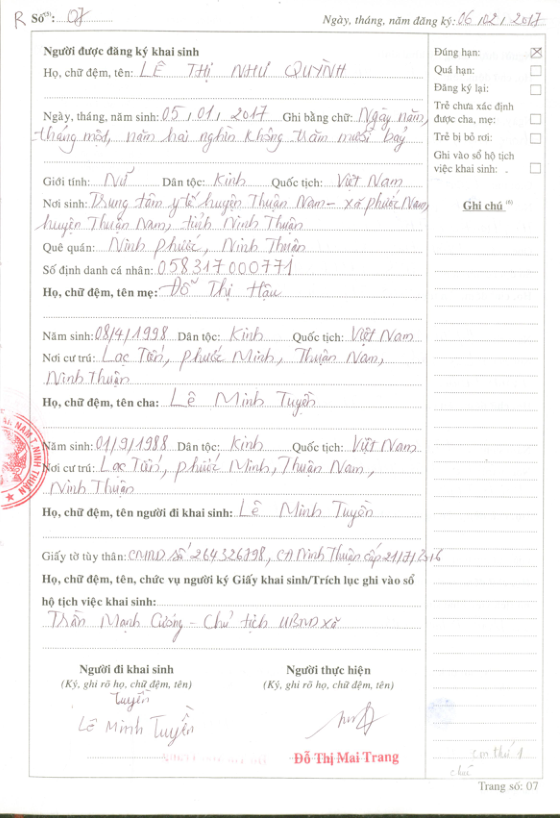 R Số⁽¹⁾: 07
Ngày, tháng, năm đăng ký: 06/02/2017
Người được đăng ký khai sinh
Họ, chữ đệm, tên: LÊ THỊ NHƯ QUỲNH
Ngày, tháng, năm sinh: 05/01/2017 Ghi bằng chữ: Ngày năm,
tháng một, năm hai nghìn không trăm mười bảy
Giới tính: Nữ Dân tộc: Kinh Quốc tịch: Việt Nam
Nơi sinh: Trung tâm y tế huyện Thuận Nam - xã Phước Nam,
huyện Thuận Nam, tỉnh Ninh Thuận
Quê quán: Ninh Phước, Ninh Thuận
Số định danh cá nhân: 058317000771
Họ, chữ đệm, tên mẹ: Đỗ Thị Hậu
Năm sinh: 08/4/1998 Dân tộc: Kinh Quốc tịch: Việt Nam
Nơi cư trú: Lạc Tiến, Phước Minh, Thuận Nam,
Ninh Thuận
Họ, chữ đệm, tên cha: Lê Minh Tuyền
Năm sinh: 01/9/1988 Dân tộc: Kinh Quốc tịch: Việt Nam
Nơi cư trú: Lạc Tiến, Phước Minh, Thuận Nam,
Ninh Thuận
Họ, chữ đệm, tên người đi khai sinh: Lê Minh Tuyền
Giấy tờ tùy thân: CMND số 264326798, CA Ninh Thuận cấp 21/7/2016
Họ, chữ đệm, tên, chức vụ người ký Giấy khai sinh/Trích lục ghi vào sổ
hộ tịch việc khai sinh:
Trần Mạnh Cường - Chủ tịch UBND xã
Người đi khai sinh
(Ký, ghi rõ họ, chữ đệm, tên)
Tuyền
Lê Minh Tuyền
Người thực hiện
(Ký, ghi rõ họ, chữ đệm, tên)
Đỗ Thị Mai Trang
Đúng hạn:
Quá hạn:
Đăng ký lại:
Trẻ chưa xác định
được cha, mẹ:
Trẻ bị bỏ rơi:
Ghi vào sổ hộ tịch
việc khai sinh:
Ghi chú ⁽⁶⁾
con thứ 1
NAM T. NINH THUẬN
Trang số: 07